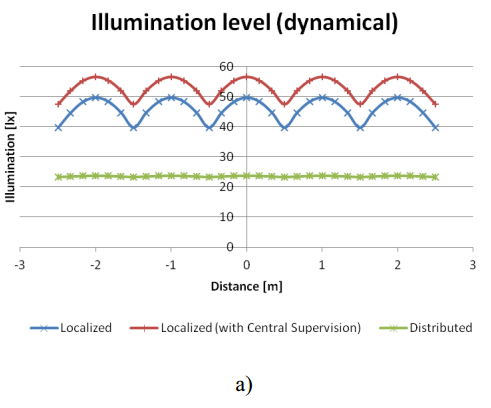 Illumination level (dynamical)
Illumination [lx]
60
50
40
30
20
10
0
-3 -2 -1 0 1 2 3
Distance [m]
Localized Localized (with Central Supervision) Distributed
a)